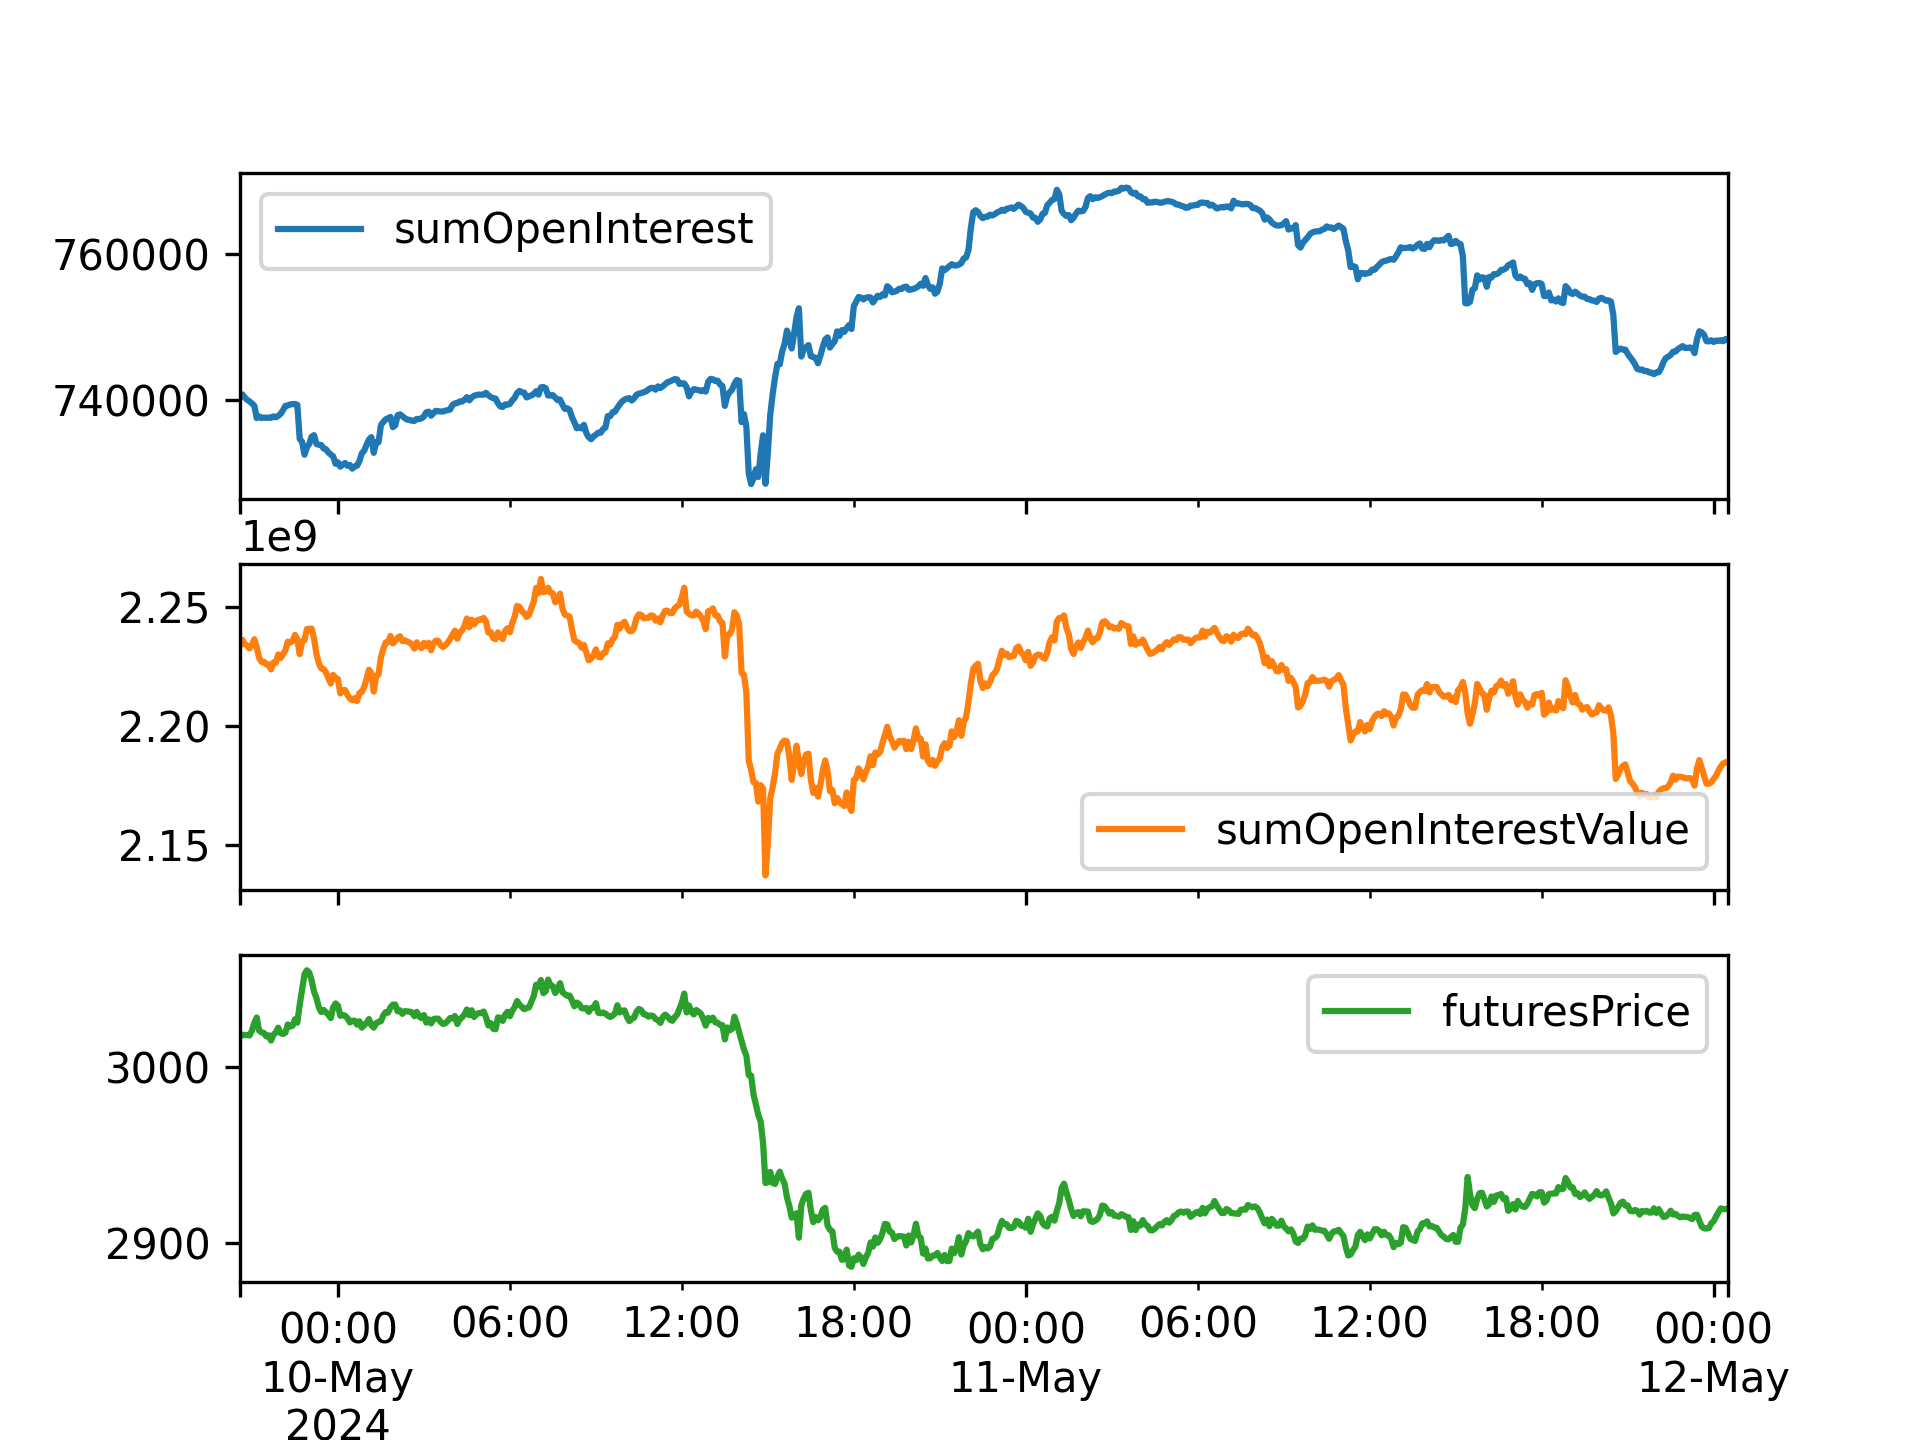 sumOpenInterest
760000
740000
1e9
2.25
2.20
2.15
sumOpenInterestValue
futuresPrice
3000
2900
00:00 06:00 12:00 18:00 00:00 06:00 12:00 18:00 00:00
10-May 11-May 12-May
2024